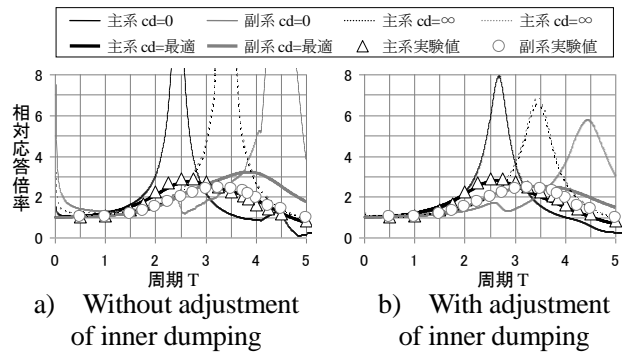 主系 cd=0 副系 cd=0 主系 cd=∞ 主系 cd=∞
主系 cd=最適 副系 cd=最適 主系実験値 副系実験値
相対応答倍率
8
6
4
2
0
0 1 2 3 4 5
周期 T
8
6
4
2
0
0 1 2 3 4 5
周期 T
a) Without adjustment
of inner dumping
b) With adjustment
of inner dumping